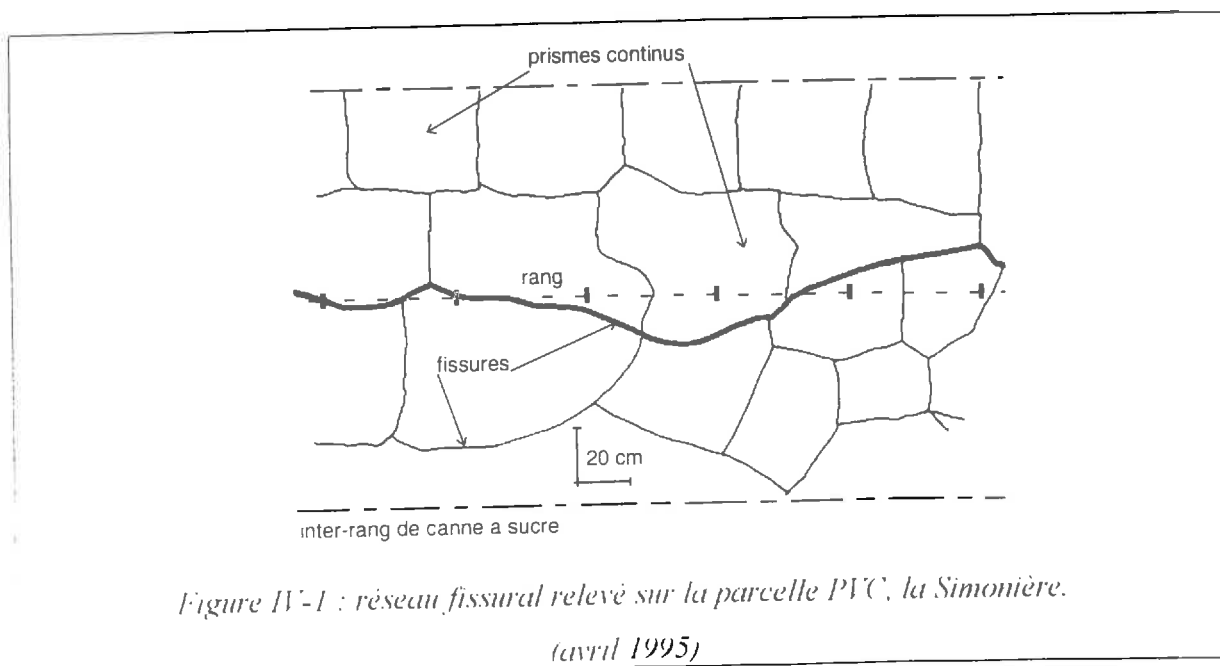 prismes continus
rang
fissures
20 cm
inter-rang de canne a sucre
Figure IV-1 : réseau fissural relevé sur la parcelle PVC, la Simonière.
(avril 1995)